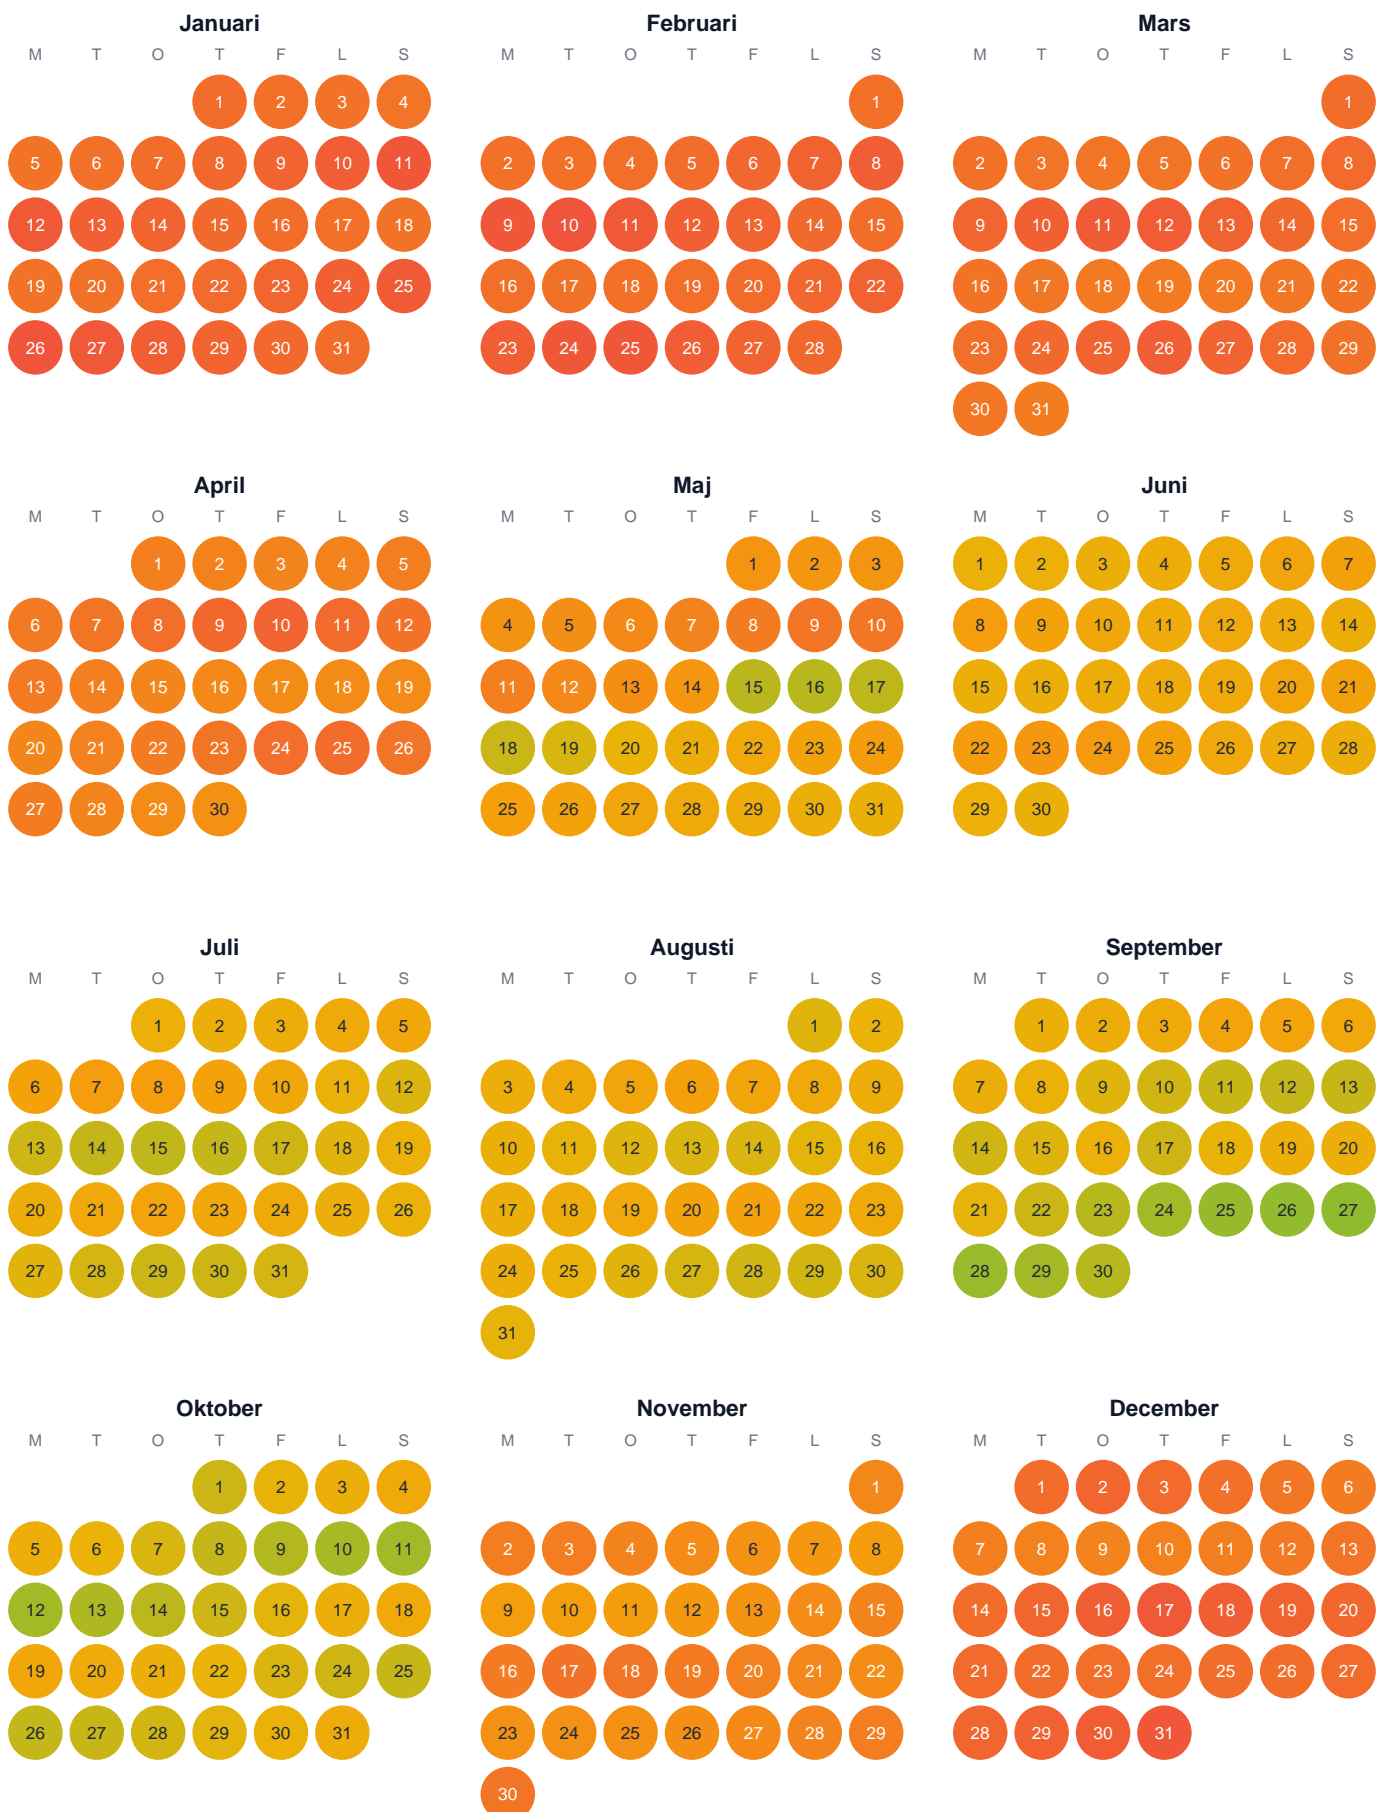 Januari Februari Mars
M T O T F L S M T O T F L S M T O T F L S
1 2 3 4 1 1
5 6 7 8 9 10 11 2 3 4 5 6 7 8 2 3 4 5 6 7 8
12 13 14 15 16 17 18 9 10 11 12 13 14 15 9 10 11 12 13 14 15
19 20 21 22 23 24 25 16 17 18 19 20 21 22 16 17 18 19 20 21 22
26 27 28 29 30 31 23 24 25 26 27 28 23 24 25 26 27 28 29
30 31
April Maj Juni
M T O T F L S M T O T F L S M T O T F L S
1 2 3 4 5 1 2 3 1 2 3 4 5 6 7
6 7 8 9 10 11 12 4 5 6 7 8 9 10 8 9 10 11 12 13 14
13 14 15 16 17 18 19 11 12 13 14 15 16 17 15 16 17 18 19 20 21
20 21 22 23 24 25 26 18 19 20 21 22 23 24 22 23 24 25 26 27 28
27 28 29 30 25 26 27 28 29 30 31 29 30
Juli Augusti September
M T O T F L S M T O T F L S M T O T F L S
1 2 3 4 5 1 2 1 2 3 4 5 6
6 7 8 9 10 11 12 3 4 5 6 7 8 9 7 8 9 10 11 12 13
13 14 15 16 17 18 19 10 11 12 13 14 15 16 14 15 16 17 18 19 20
20 21 22 23 24 25 26 17 18 19 20 21 22 23 21 22 23 24 25 26 27
27 28 29 30 31 24 25 26 27 28 29 30 28 29 30
31
Oktober November December
M T O T F L S M T O T F L S M T O T F L S
1 2 3 4 1 1 2 3 4 5 6
5 6 7 8 9 10 11 2 3 4 5 6 7 8 7 8 9 10 11 12 13
12 13 14 15 16 17 18 9 10 11 12 13 14 15 14 15 16 17 18 19 20
19 20 21 22 23 24 25 16 17 18 19 20 21 22 21 22 23 24 25 26 27
26 27 28 29 30 31 23 24 25 26 27 28 29 28 29 30 31
30